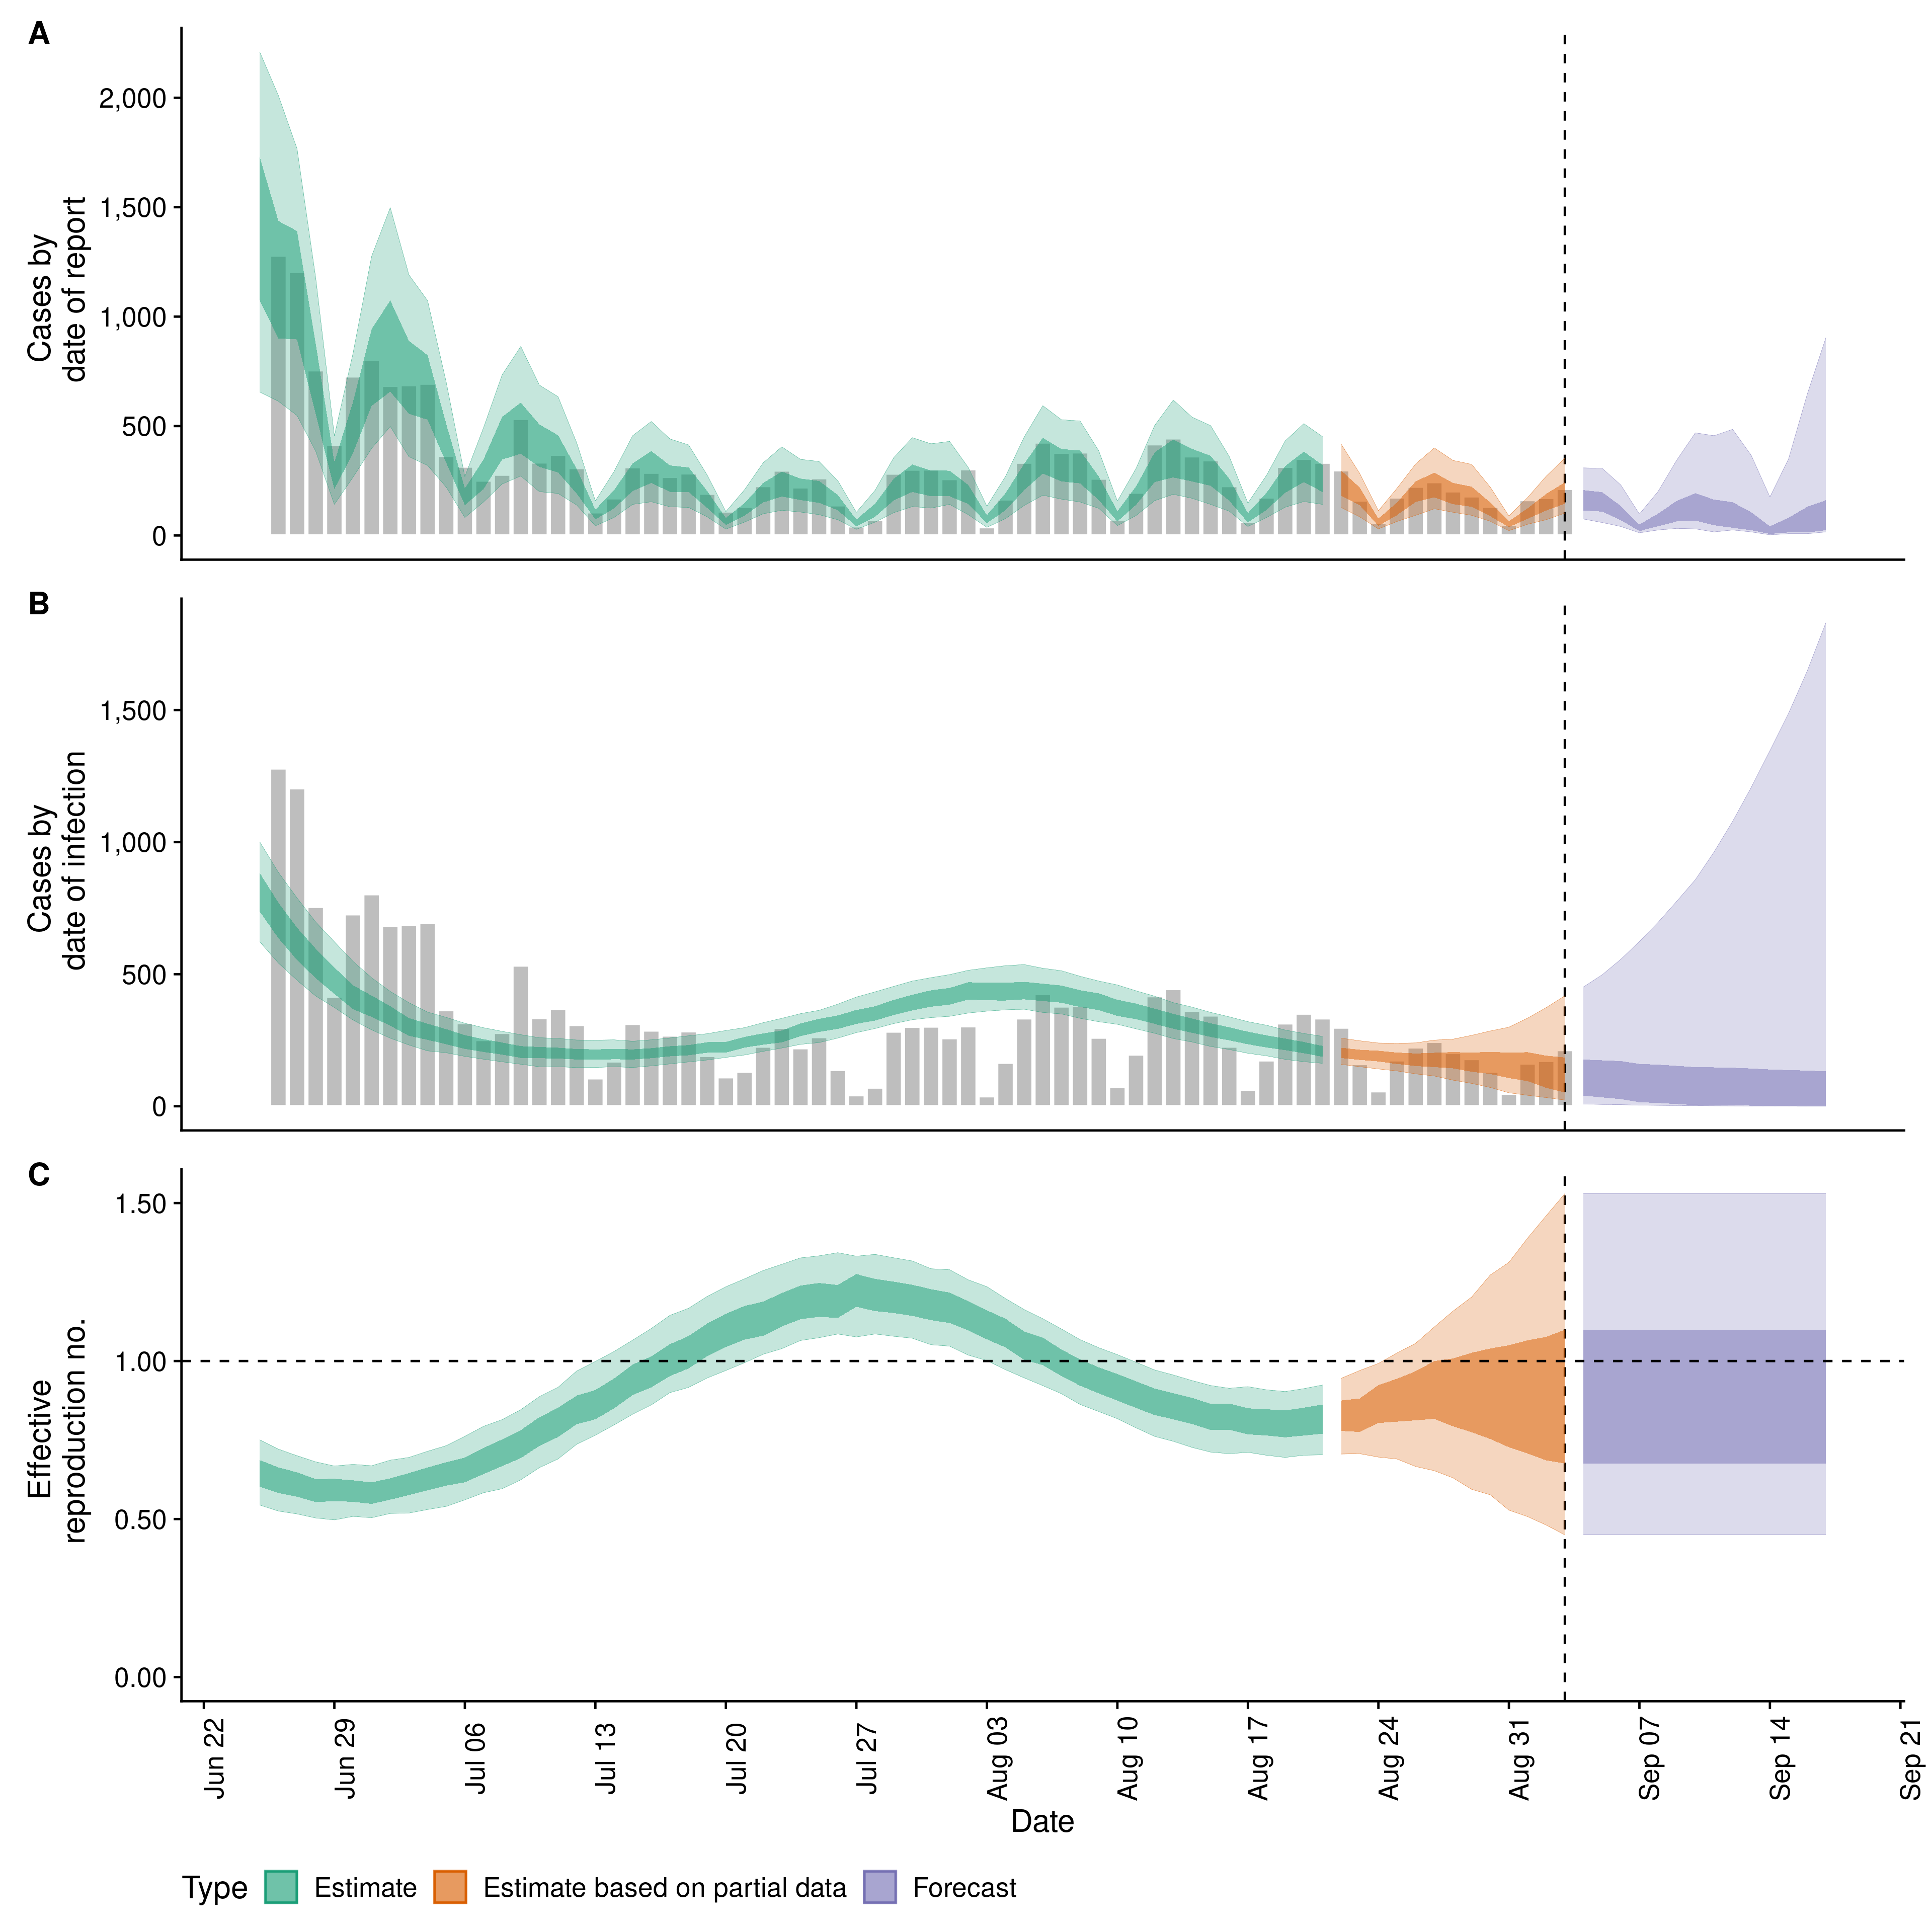 A
Cases by
date of report
2,000
1,500
1,000
500
0
B
Cases by
date of infection
1,500
1,000
500
0
C
Effective
reproduction no.
1.50
1.00
0.50
0.00
Jun 22
Jun 29
Jul 06
Jul 13
Jul 20
Jul 27
Aug 03
Aug 10
Aug 17
Aug 24
Aug 31
Sep 07
Sep 14
Sep 21
Date
Type Estimate Estimate based on partial data Forecast